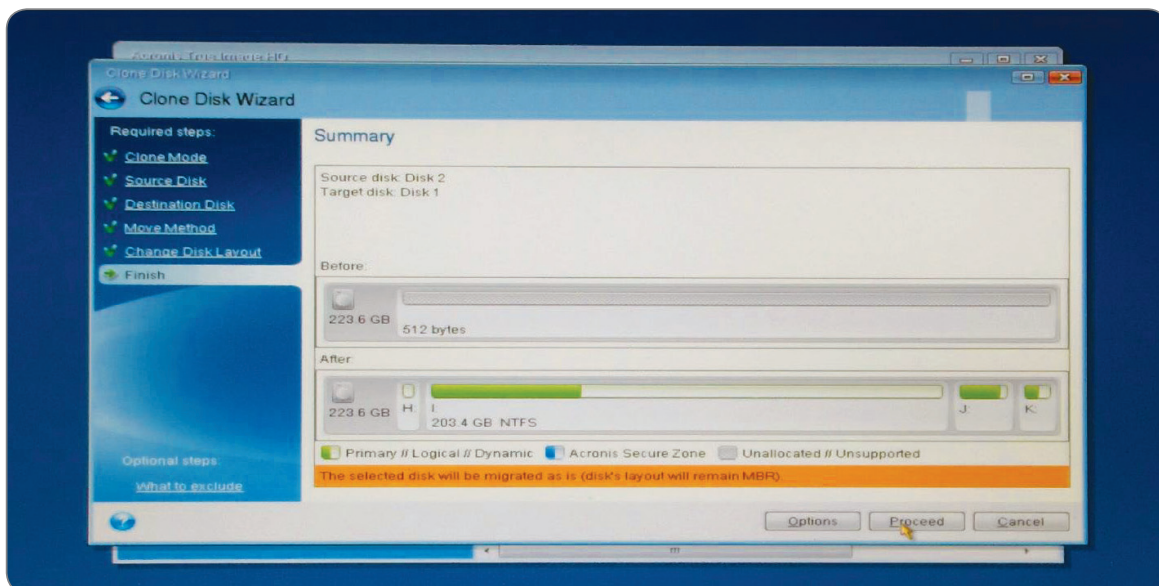 Acronis True Image HD
Clone Disk Wizard
Clone Disk Wizard
Required steps:
Clone Mode
Source Disk
Destination Disk
Move Method
Change Disk Layout
Finish
Optional steps:
What to exclude
Summary
Source disk: Disk 2
Target disk: Disk 1
Before:
223.6 GB
512 bytes
After:
223.6 GB
H:
I:
203.4 GB NTFS
J:
K:
Primary // Logical // Dynamic
Acronis Secure Zone
Unallocated // Unsupported
The selected disk will be migrated as is (disk's layout will remain MBR)
Options
Proceed
Cancel